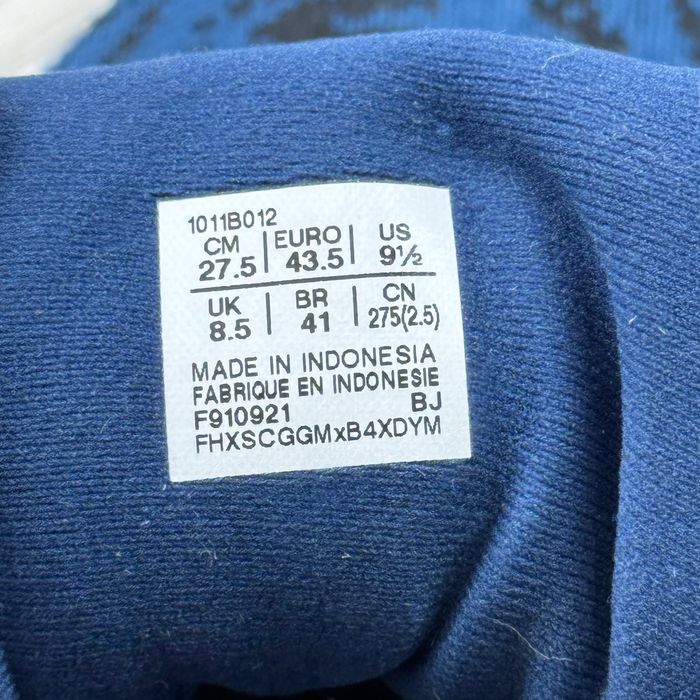 1011B012
CM | EURO | US
27.5 | 43.5 | 9½
UK | BR | CN
8.5 | 41 | 275(2.5)
MADE IN INDONESIA
FABRIQUE EN INDONESIE
F910921 BJ
FHXSCGGMxB4XDYM